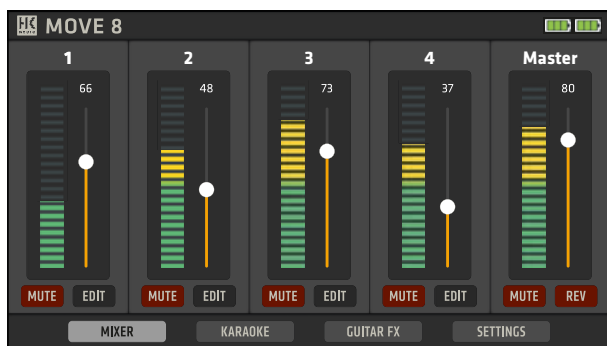 HK AUDIO MOVE 8
1 2 3 4 Master
66 48 73 37 80
MUTE EDIT MUTE EDIT MUTE EDIT MUTE EDIT MUTE REV
MIXER KARAOKE GUITAR FX SETTINGS